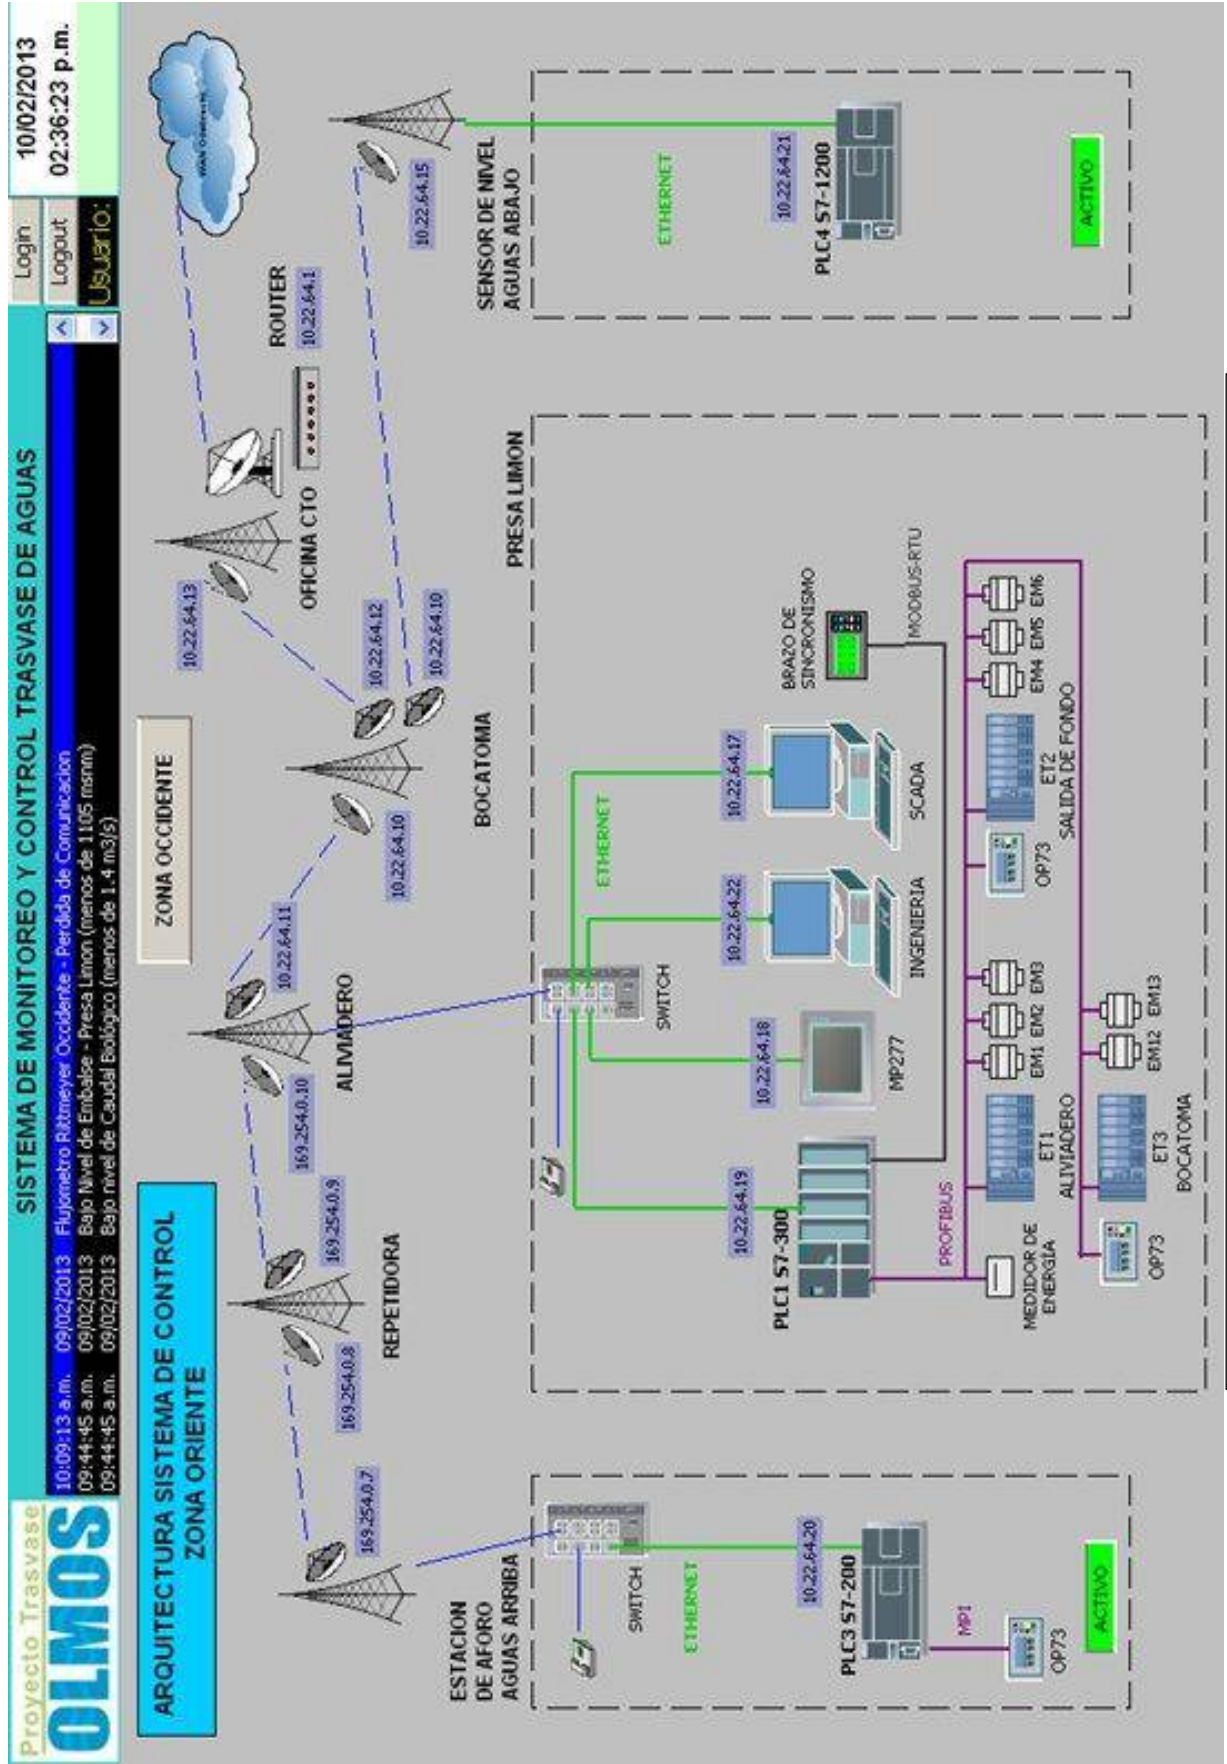 Proyecto Trasvase
OLMOS
SISTEMA DE MONITOREO Y CONTROL TRASVASE DE AGUAS
10:09:13 a.m. 09/02/2013 Flujometro Rittmeyer Occidente - Perdida de Comunicacion
09:44:45 a.m. 09/02/2013 Bajo Nivel de Embalse - Presa Limon (menos de 1105 msnm)
09:44:45 a.m. 09/02/2013 Bajo nivel de Caudal Bológico (menos de 1.4 m3/s)
Login
Logout
Usuario:
10/02/2013
02:36:23 p.m.
ARQUITECTURA SISTEMA DE CONTROL
ZONA ORIENTE
ZONA OCCIDENTE
10.22.64.13
OFICINA CTO
ROUTER
10.22.64.1
169.254.0.7
169.254.0.8
169.254.0.9
REPETIDORA
169.254.0.10
10.22.64.11
ALIVIADERO
10.22.64.10
10.22.64.12
10.22.64.10
BOCATOMA
10.22.64.15
ESTACION
DE AFORO
AGUAS ARRIBA
SWITCH
ETHERNET
10.22.64.20
PLC3 S7-200
MPI
OP73
ACTIVO
PRESA LIMON
SWITCH
ETHERNET
10.22.64.19
10.22.64.18
10.22.64.22
10.22.64.17
PLC1 S7-300
MP277
INGENIERIA
SCADA
BRAZO DE
SINCRONISMO
MODBUS-RTU
PROFIBUS
MEDIDOR DE
ENERGÍA
ET1
ALIVIADERO
EM1
EM2
EM3
OP73
ET2
SALIDA DE FONDO
EM4
EM5
EM6
OP73
ET3
BOCATOMA
EM12
EM13
SENSOR DE NIVEL
AGUAS ABAJO
ETHERNET
10.22.64.21
PLC4 S7-1200
ACTIVO